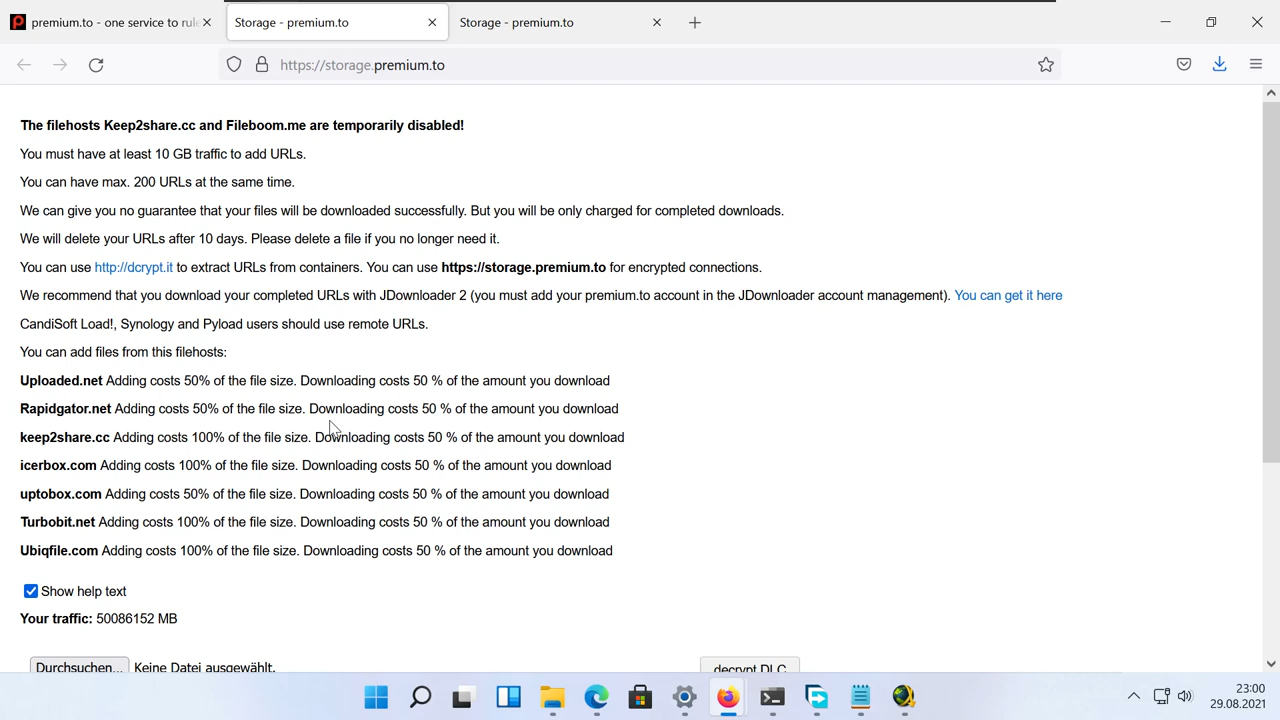 premium.to - one service to rule
Storage - premium.to
Storage - premium.to
https://storage.premium.to
The filehosts Keep2share.cc and Fileboom.me are temporarily disabled!
You must have at least 10 GB traffic to add URLs.
You can have max. 200 URLs at the same time.
We can give you no guarantee that your files will be downloaded successfully. But you will be only charged for completed downloads.
We will delete your URLs after 10 days. Please delete a file if you no longer need it.
You can use http://dcrypt.it to extract URLs from containers. You can use https://storage.premium.to for encrypted connections.
We recommend that you download your completed URLs with JDownloader 2 (you must add your premium.to account in the JDownloader account management). You can get it here
CandiSoft Load!, Synology and Pyload users should use remote URLs.
You can add files from this filehosts:
Uploaded.net Adding costs 50% of the file size. Downloading costs 50 % of the amount you download
Rapidgator.net Adding costs 50% of the file size. Downloading costs 50 % of the amount you download
keep2share.cc Adding costs 100% of the file size. Downloading costs 50 % of the amount you download
icerbox.com Adding costs 100% of the file size. Downloading costs 50 % of the amount you download
uptobox.com Adding costs 50% of the file size. Downloading costs 50 % of the amount you download
Turbobit.net Adding costs 100% of the file size. Downloading costs 50 % of the amount you download
Ubiqfile.com Adding costs 100% of the file size. Downloading costs 50 % of the amount you download
Show help text
Your traffic: 50086152 MB
Durchsuchen... Keine Datei ausgewählt.
decrypt DLC
23:00
29.08.2021